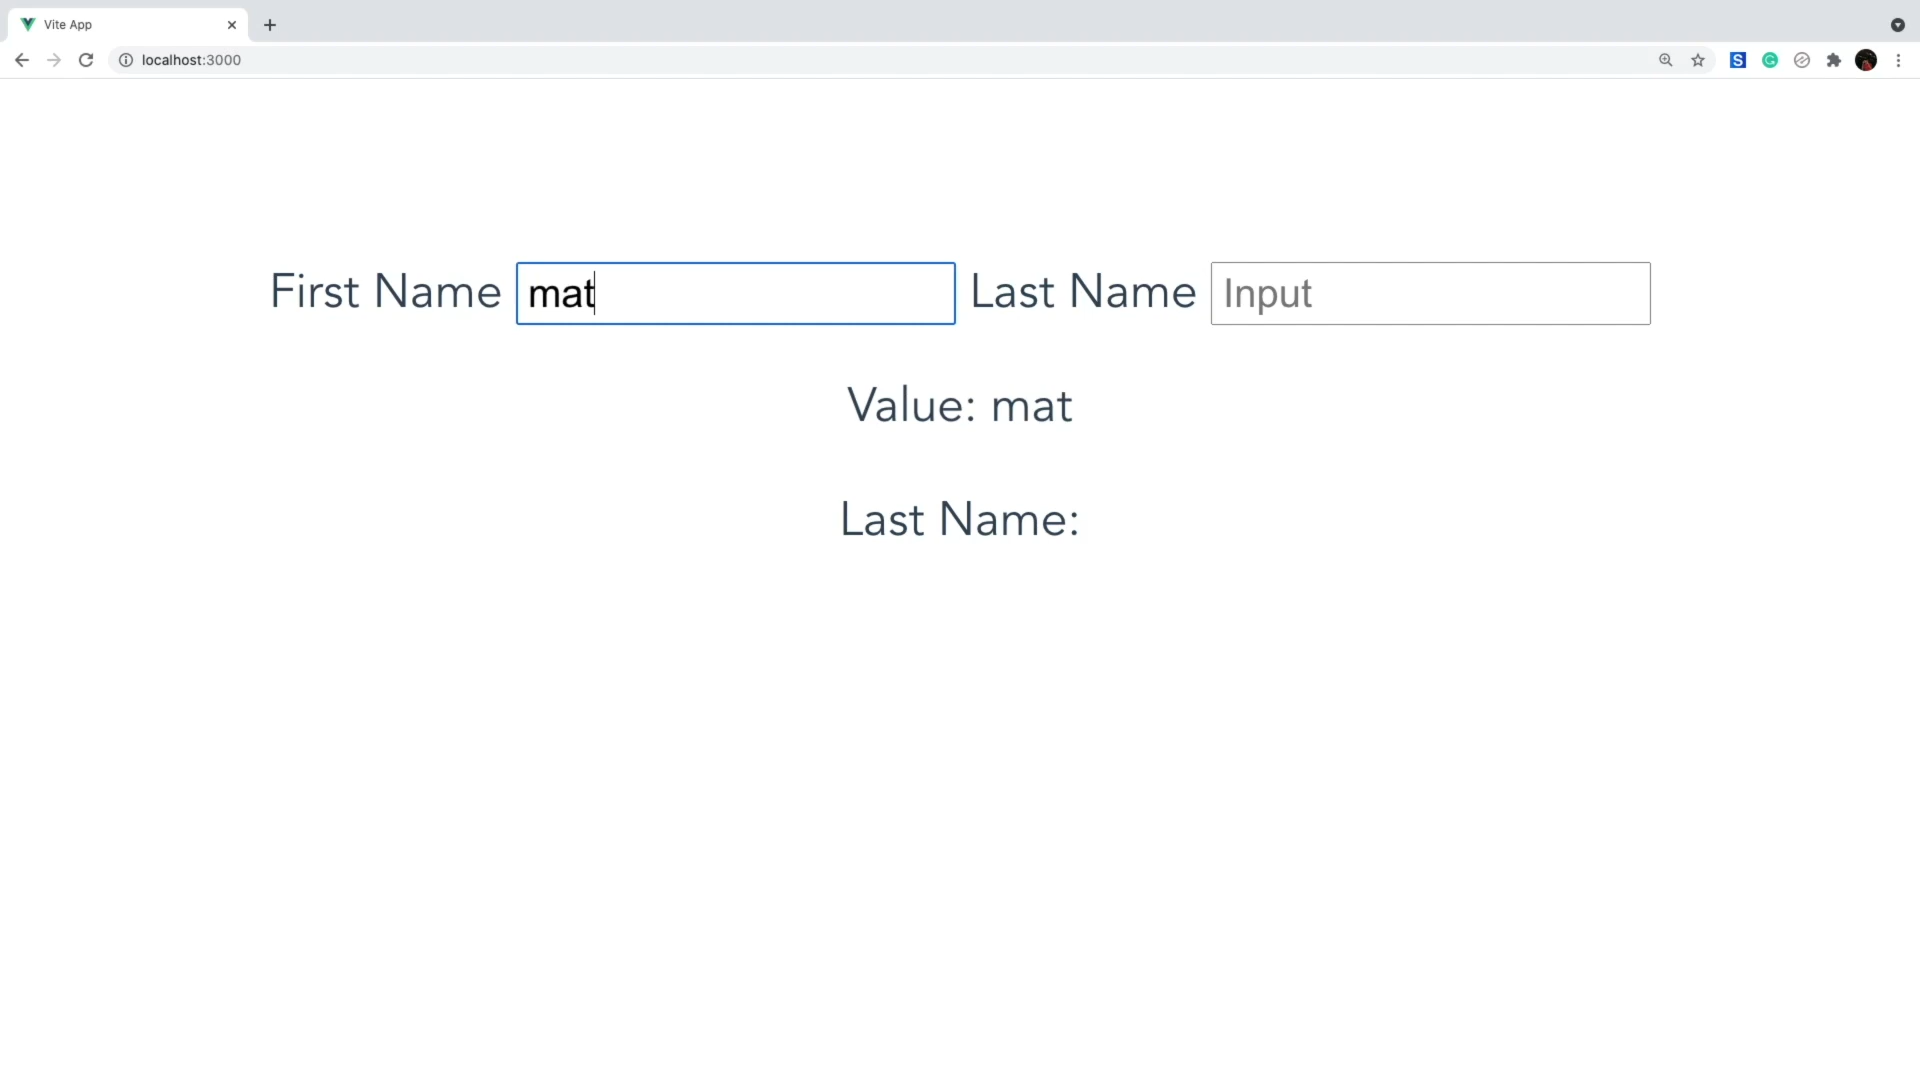 Vite App
localhost:3000
First Name mat Last Name Input
Value: mat
Last Name: